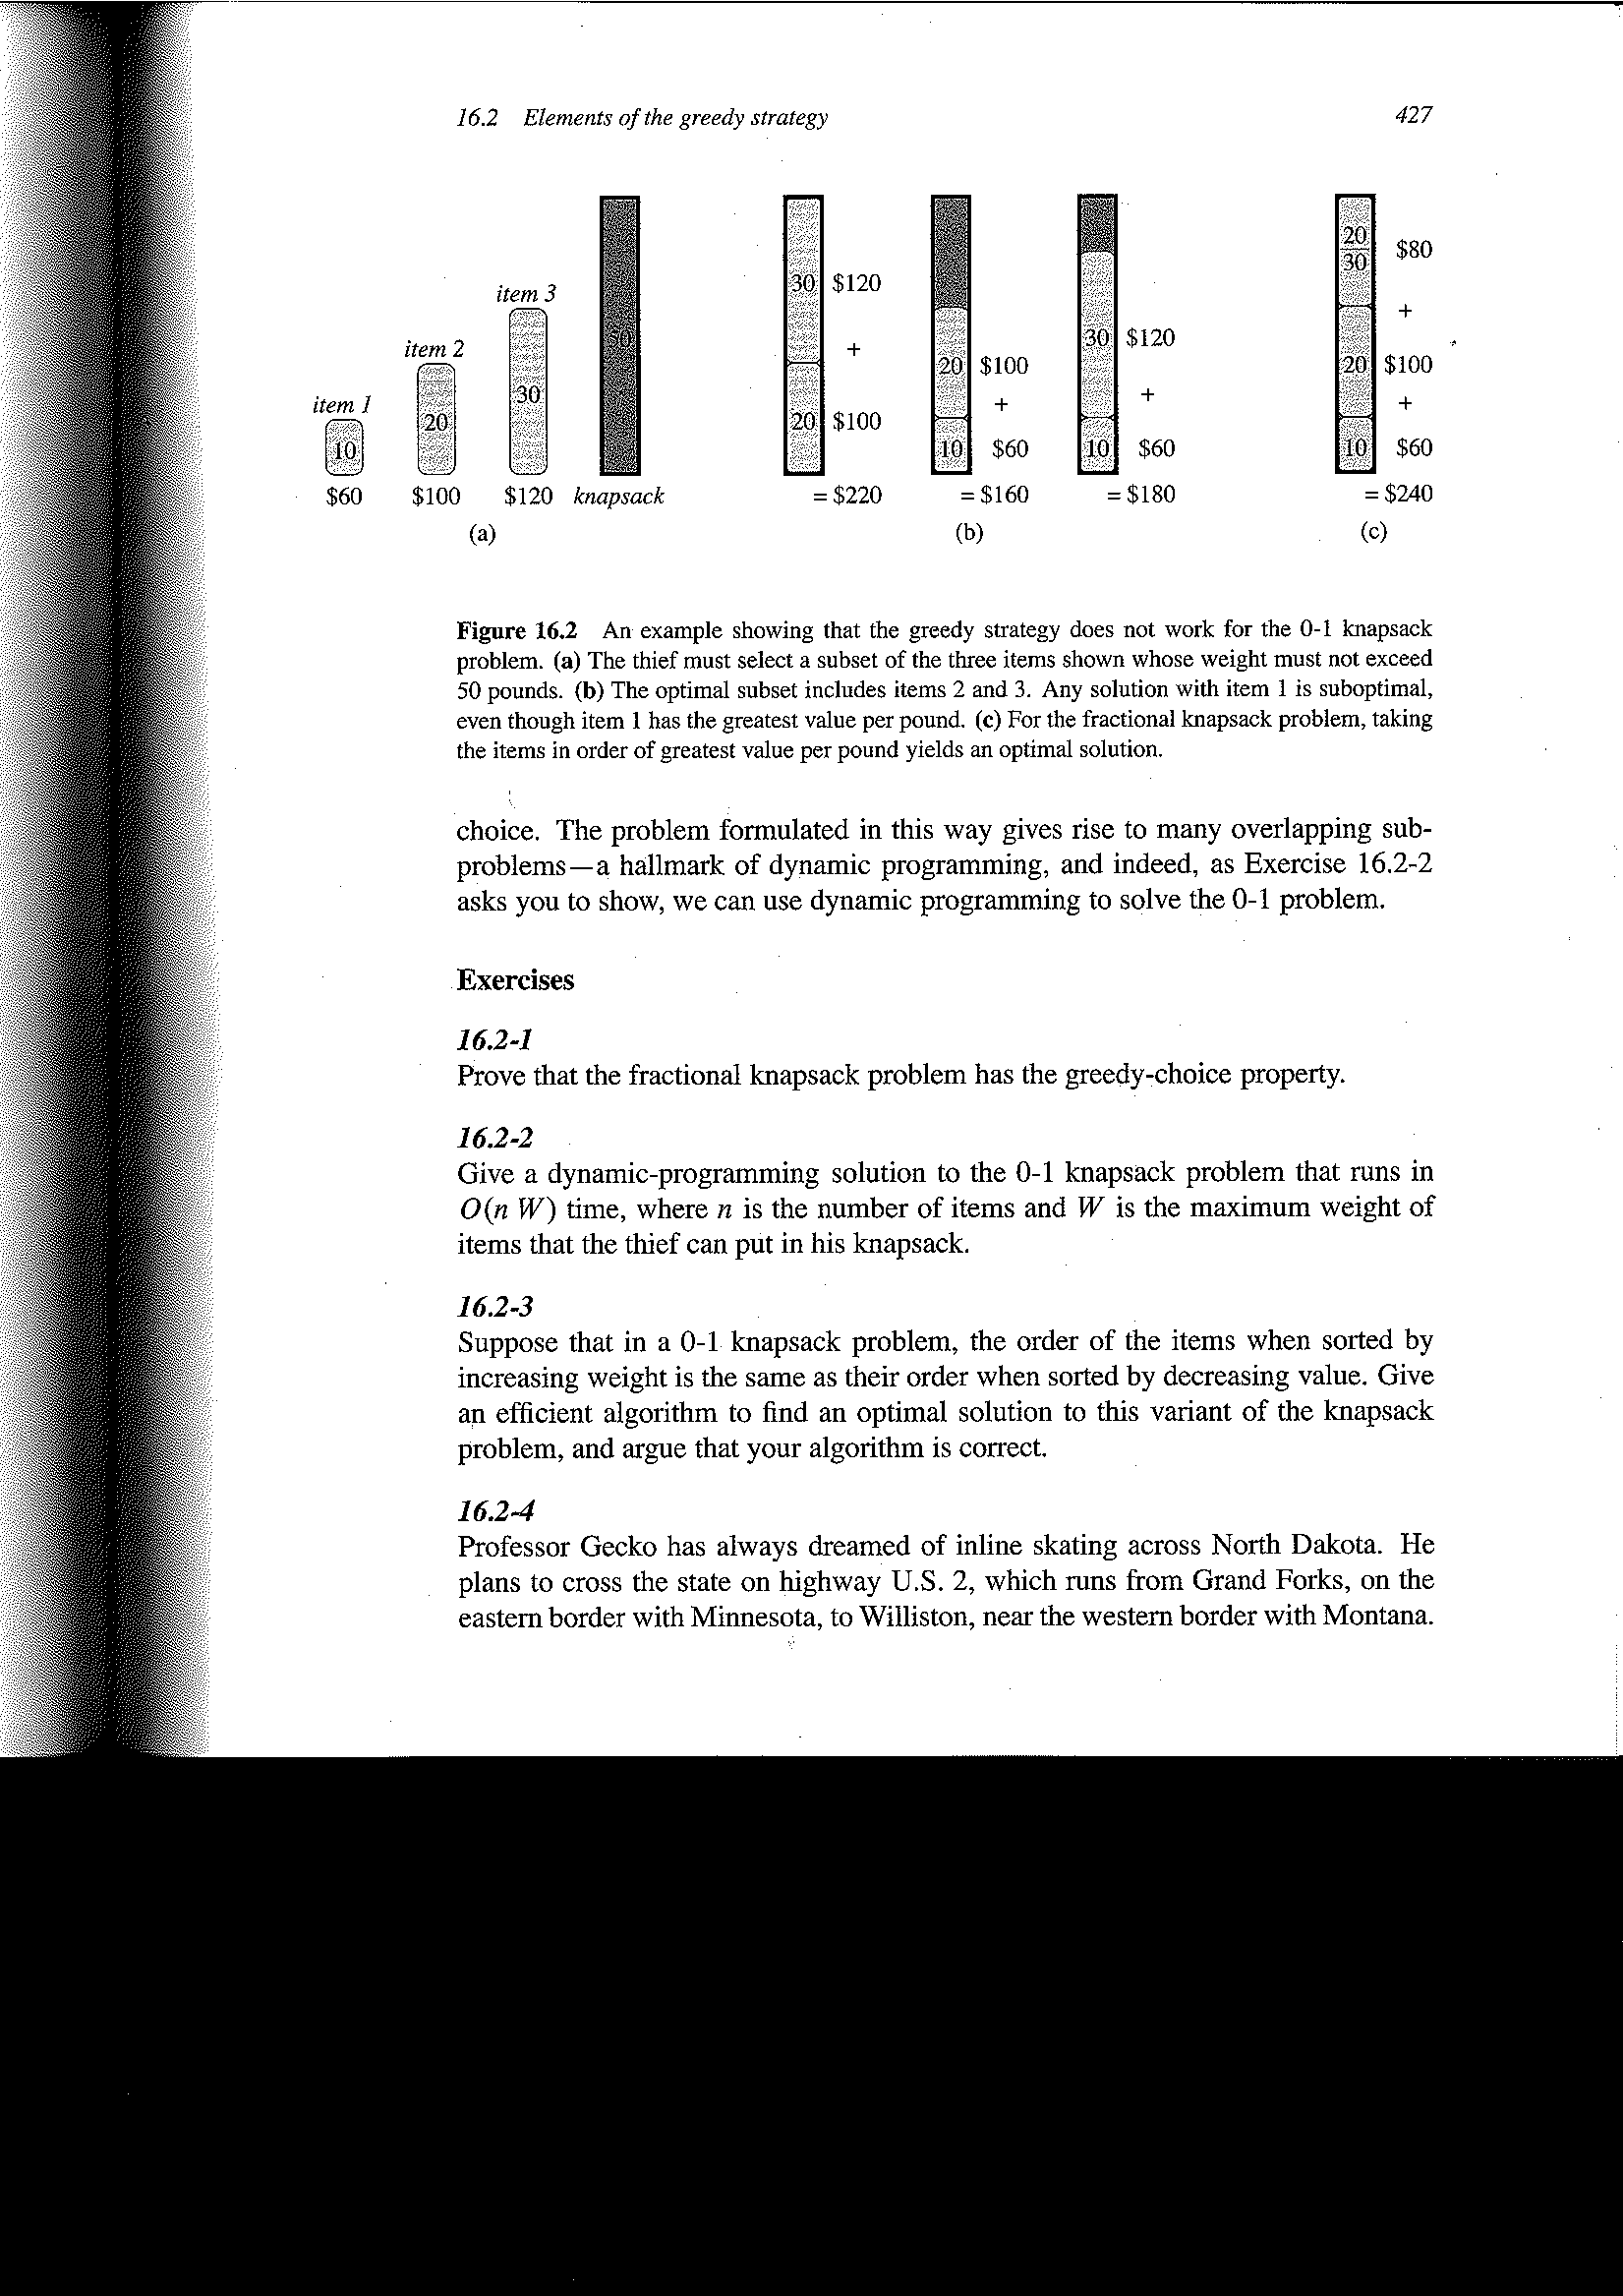 16.2 Elements of the greedy strategy 427
item 1
10
$60
item 2
20
$100
item 3
30
$120
50
knapsack
(a)
30 $120
+
20 $100
= $220
20 $100
+
10 $60
= $160
30 $120
+
10 $60
= $180
(b)
20
30
$80
+
20 $100
+
10 $60
= $240
(c)
Figure 16.2 An example showing that the greedy strategy does not work for the 0-1 knapsack
problem. (a) The thief must select a subset of the three items shown whose weight must not exceed
50 pounds. (b) The optimal subset includes items 2 and 3. Any solution with item 1 is suboptimal,
even though item 1 has the greatest value per pound. (c) For the fractional knapsack problem, taking
the items in order of greatest value per pound yields an optimal solution.
choice. The problem formulated in this way gives rise to many overlapping sub-
problems—a hallmark of dynamic programming, and indeed, as Exercise 16.2-2
asks you to show, we can use dynamic programming to solve the 0-1 problem.
Exercises
16.2-1
Prove that the fractional knapsack problem has the greedy-choice property.
16.2-2
Give a dynamic-programming solution to the 0-1 knapsack problem that runs in
O(n W) time, where n is the number of items and W is the maximum weight of
items that the thief can put in his knapsack.
16.2-3
Suppose that in a 0-1 knapsack problem, the order of the items when sorted by
increasing weight is the same as their order when sorted by decreasing value. Give
an efficient algorithm to find an optimal solution to this variant of the knapsack
problem, and argue that your algorithm is correct.
16.2-4
Professor Gecko has always dreamed of inline skating across North Dakota. He
plans to cross the state on highway U.S. 2, which runs from Grand Forks, on the
eastern border with Minnesota, to Williston, near the western border with Montana.